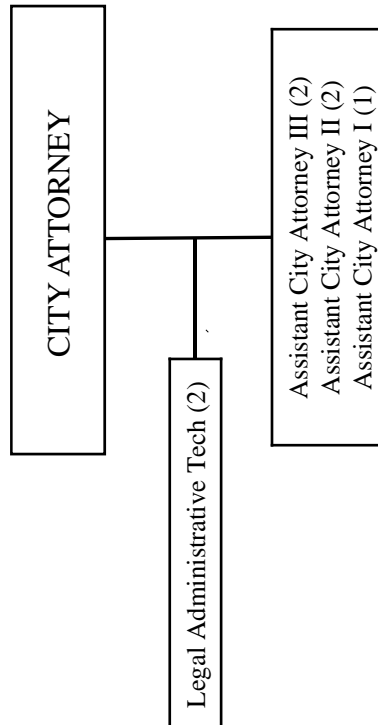 CITY ATTORNEY
Legal Administrative Tech (2)
Assistant City Attorney III (2)
Assistant City Attorney II (2)
Assistant City Attorney I (1)